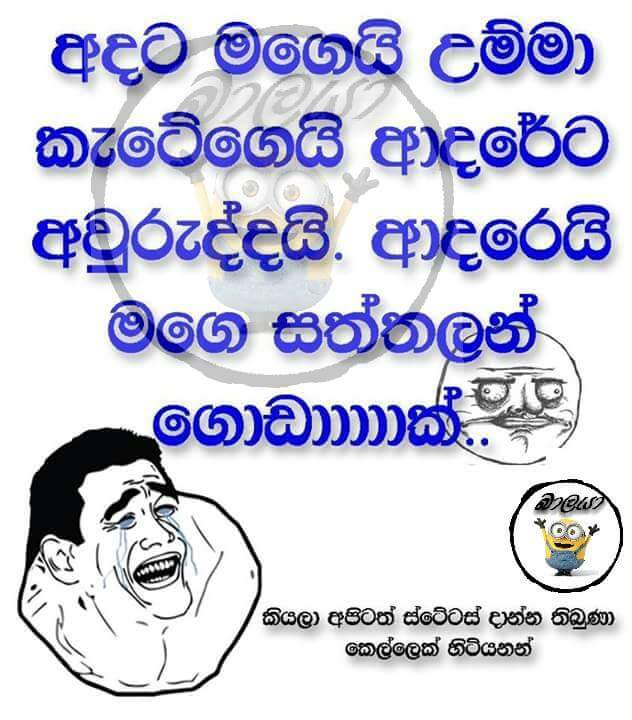 අදට මගෙයි උම්මා
කැටේගෙයි ආදරේට
අවුරුද්දයි. ආදරෙයි
මගෙ සත්තලන්
ගොඩාාාාාක්..
බාලයා
බාලයා
කියලා අපිටත් ස්ටේටස් දාන්න තිබුණා
කෙල්ලෙක් හිටියනන්